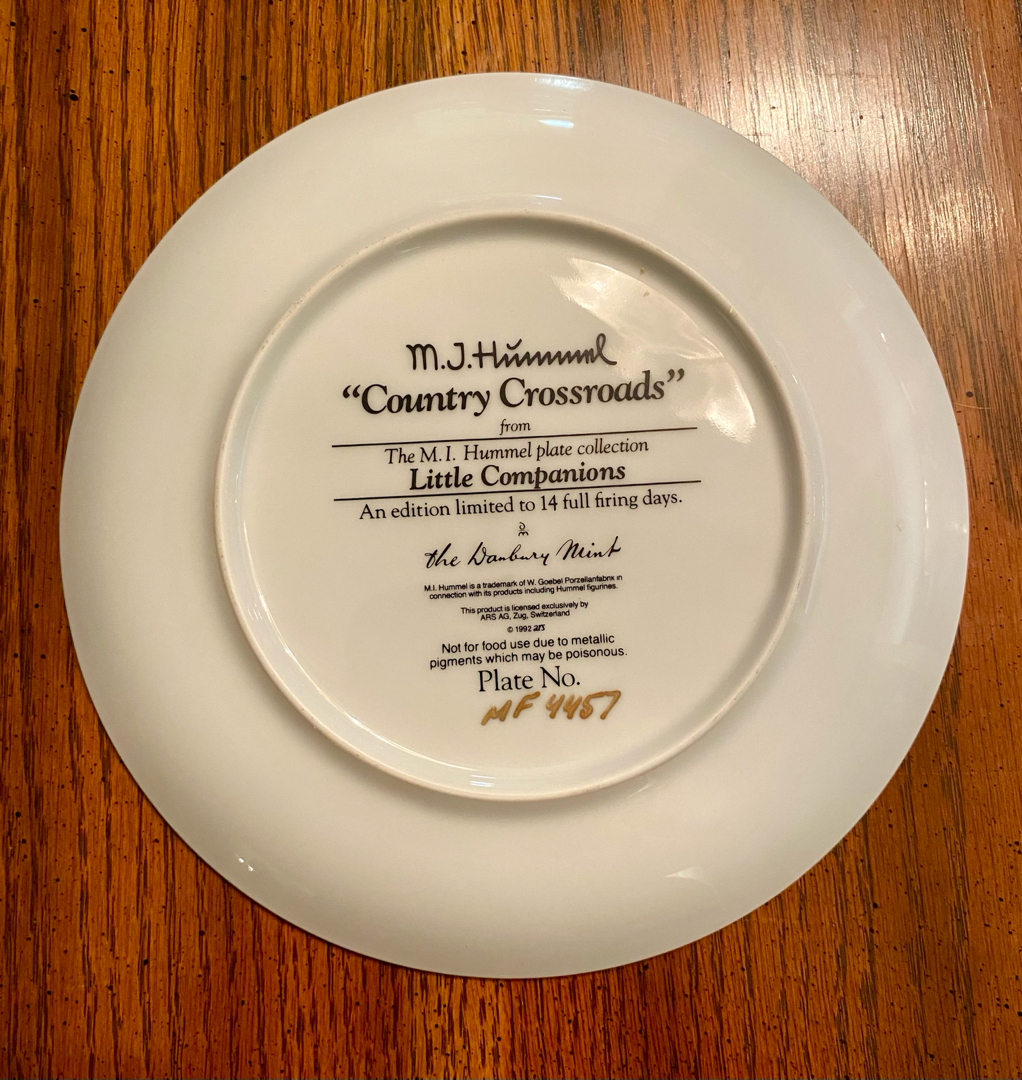 M.J.Hummel
“Country Crossroads”
from
The M.I. Hummel plate collection
Little Companions
An edition limited to 14 full firing days.
DM
the Danbury Mint
M.I. Hummel is a trademark of W. Goebel Porzellanfabrik in
connection with its products including Hummel figurines.
This product is licensed exclusively by
ARS AG, Zug, Switzerland
© 1992 ars
Not for food use due to metallic
pigments which may be poisonous.
Plate No.
MF 4457